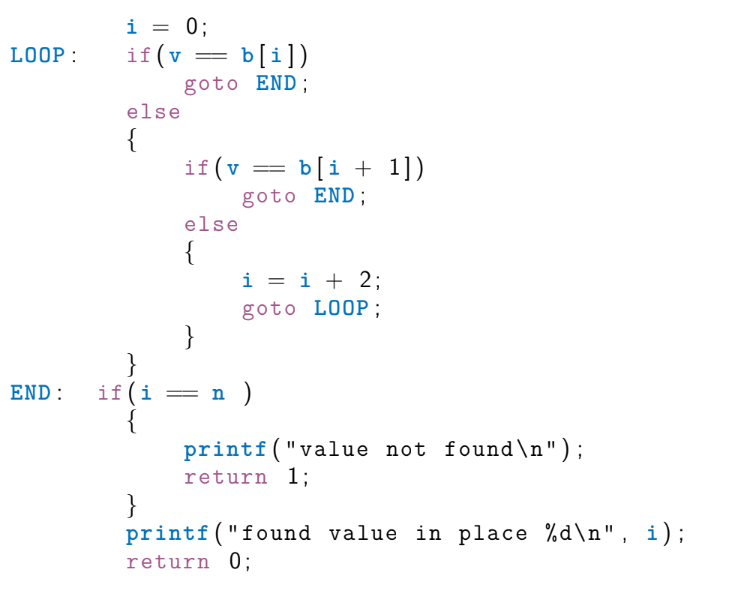 i = 0;
LOOP: if(v == b[i])
goto END;
else
{
if(v == b[i + 1])
goto END;
else
{
i = i + 2;
goto LOOP;
}
}
END: if(i == n )
{
printf("value not found\n");
return 1;
}
printf("found value in place %d\n", i);
return 0;